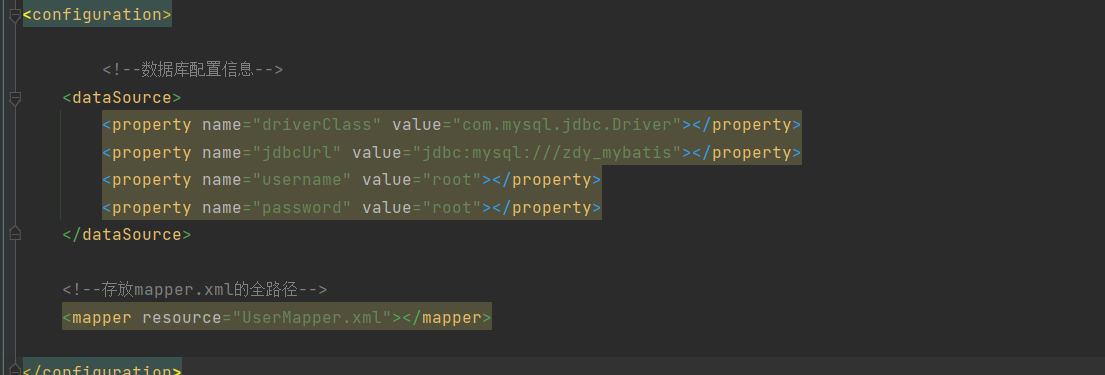 <configuration>
<!--数据库配置信息-->
<dataSource>
<property name="driverClass" value="com.mysql.jdbc.Driver"></property>
<property name="jdbcUrl" value="jdbc:mysql:///zdy_mybatis"></property>
<property name="username" value="root"></property>
<property name="password" value="root"></property>
</dataSource>
<!--存放mapper.xml的全路径-->
<mapper resource="UserMapper.xml"></mapper>
</configuration>